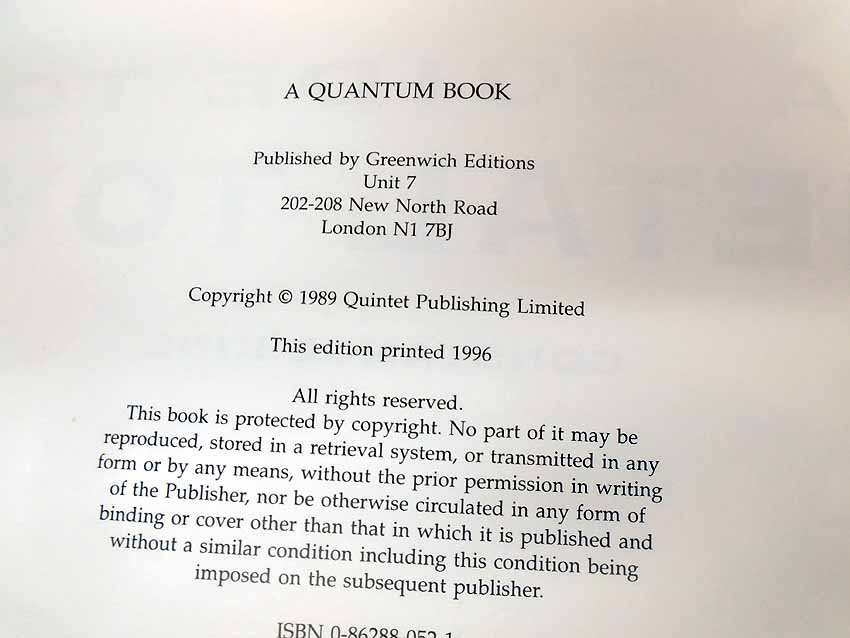 A QUANTUM BOOK
Published by Greenwich Editions
Unit 7
202-208 New North Road
London N1 7BJ
Copyright © 1989 Quintet Publishing Limited
This edition printed 1996
All rights reserved.
This book is protected by copyright. No part of it may be
reproduced, stored in a retrieval system, or transmitted in any
form or by any means, without the prior permission in writing
of the Publisher, nor be otherwise circulated in any form of
binding or cover other than that in which it is published and
without a similar condition including this condition being
imposed on the subsequent publisher.
ISBN 0-86288-052-1